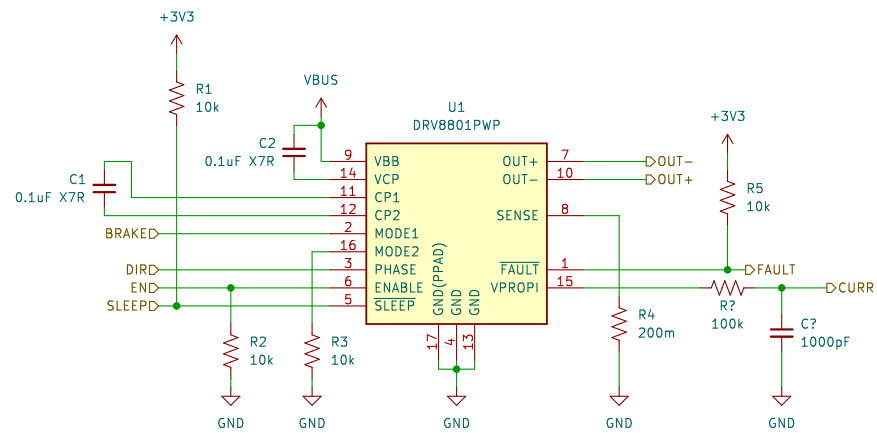 +3V3
R1
10k
VBUS
U1
DRV8801PWP
C2
0.1uF X7R
C1
0.1uF X7R
9 VBB OUT+ 7 OUT-
14 VCP OUT- 10 OUT+
11 CP1
12 CP2 SENSE 8
BRAKE 2 MODE1
16 MODE2
DIR 3 PHASE FAULT 1 FAULT
EN 6 ENABLE VPROPI 15 CURR
SLEEP 5 SLEEP
GND(PPAD) GND GND
17 4 13
+3V3
R5
10k
R?
100k
R4
200m
C?
1000pF
R2
10k
R3
10k
GND GND GND GND GND